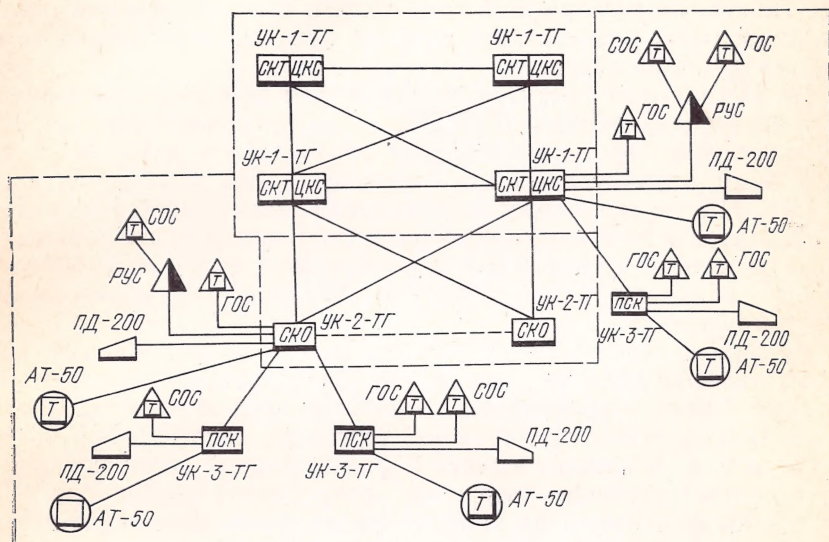 УК-1-ТГ УК-1-ТГ СОС Т ГОС Т
СКТ ЦКС СКТ ЦКС
ГОС Т РУС
УК-1-ТГ УК-1-ТГ ПД-200
СКТ ЦКС СКТ ЦКС
СОС Т Т АТ-50
РУС Т ГОС ГОС Т Т ГОС
УК-2-ТГ УК-2-ТГ ПСК
ПД-200 СКО СКО УК-3-ТГ ПД-200
АТ-50 Т АТ-50
Т Т СОС ГОС Т Т СОС
ПСК ПСК ПД-200
ПД-200 УК-3-ТГ УК-3-ТГ
АТ-50 Т АТ-50